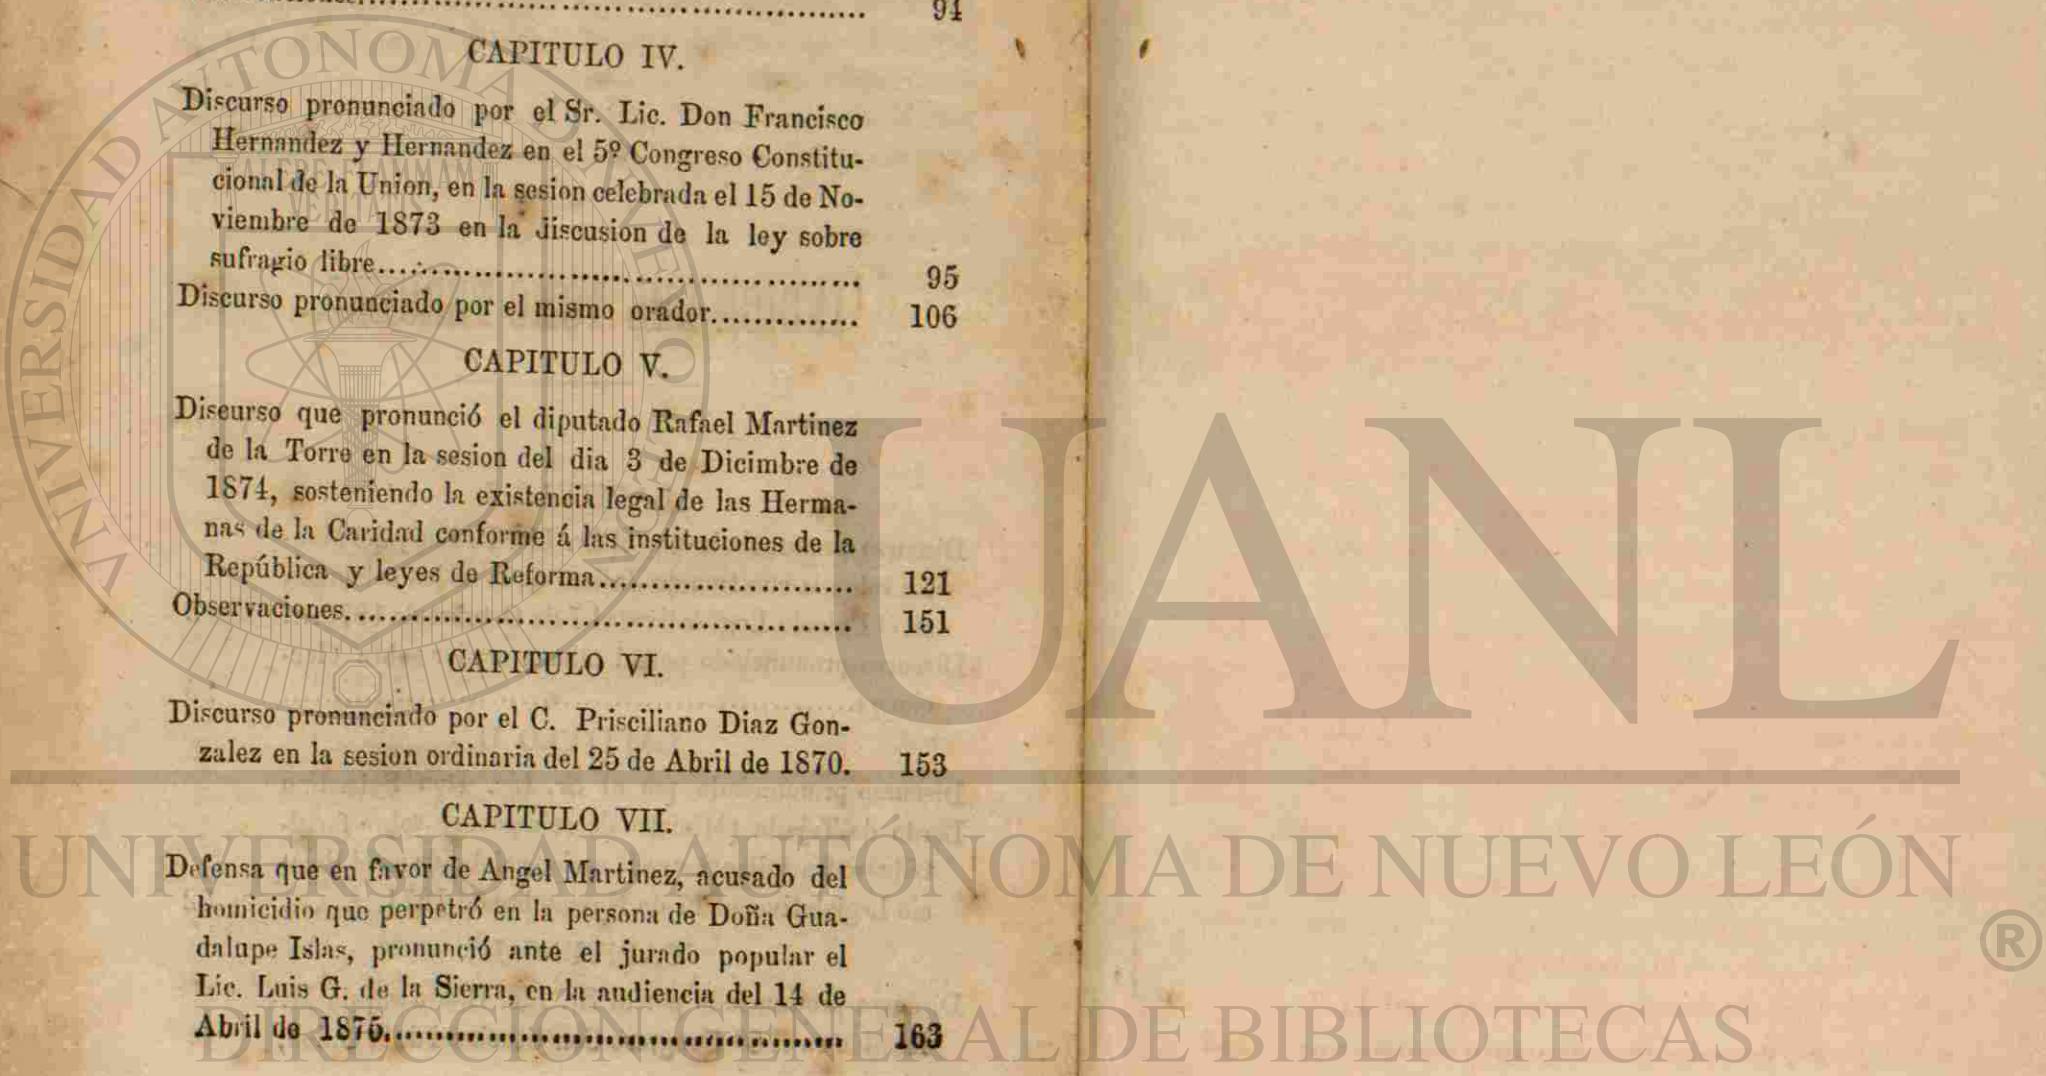 94
CAPITULO IV.
Discurso pronunciado por el Sr. Lic. Don Francisco
Hernandez y Hernandez en el 5º Congreso Constitu-
cional de la Union, en la sesion celebrada el 15 de No-
viembre de 1873 en la discusion de la ley sobre
sufragio libre........ 95
Discurso pronunciado por el mismo orador........ 106
CAPITULO V.
Discurso que pronunció el diputado Rafael Martinez
de la Torre en la sesion del dia 3 de Dicimbre de
1874, sosteniendo la existencia legal de las Herma-
nas de la Caridad conforme á las instituciones de la
República y leyes de Reforma........ 121
Observaciones........ 151
CAPITULO VI.
Discurso pronunciado por el C. Prisciliano Diaz Gon-
zalez en la sesion ordinaria del 25 de Abril de 1870. 153
CAPITULO VII.
Defensa que en favor de Angel Martinez, acusado del
homicidio que perpetró en la persona de Doña Gua-
dalupe Islas, pronunció ante el jurado popular el
Lic. Luis G. de la Sierra, en la audiencia del 14 de
Abril de 1875........ 163
UNIVERSIDAD AUTONOMA DE NUEVO LEON
ALERE FLAMMAM
VERITATIS
UANL
UNIVERSIDAD AUTÓNOMA DE NUEVO LEÓN
®
DIRECCIÓN GENERAL DE BIBLIOTECAS